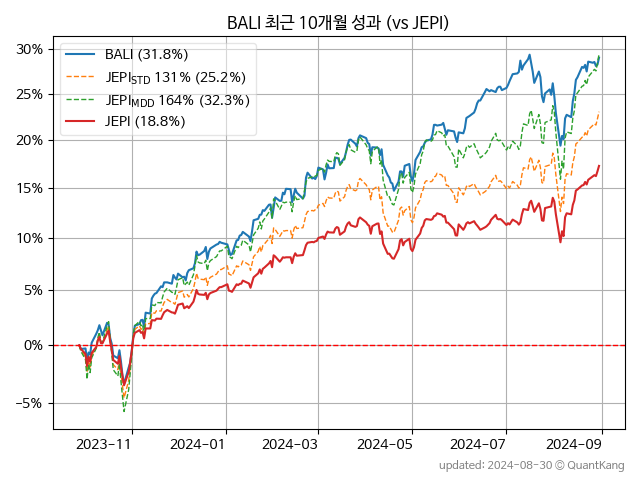 BALI 최근 10개월 성과 (vs JEPI)
BALI (31.8%)
JEPI_STD 131% (25.2%)
JEPI_MDD 164% (32.3%)
JEPI (18.8%)
30%
25%
20%
15%
10%
5%
0%
−5%
2023-11 2024-01 2024-03 2024-05 2024-07 2024-09
updated: 2024-08-30 © QuantKang